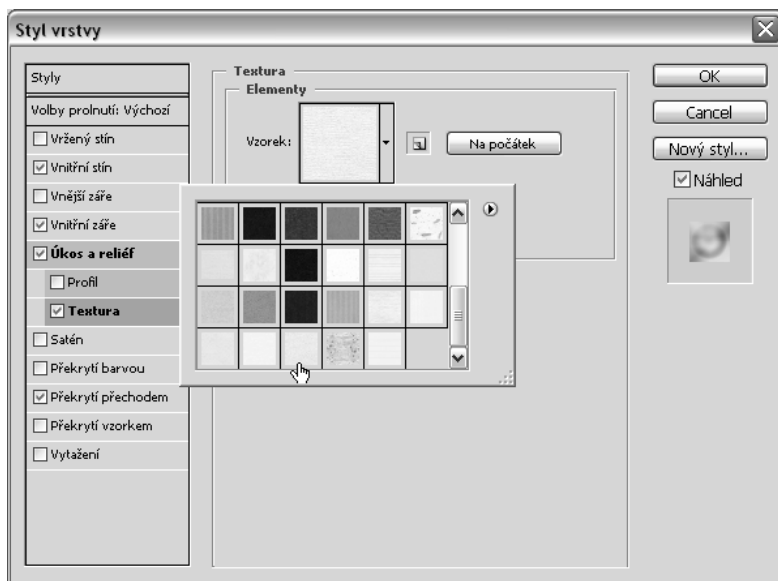 Styl vrstvy
Styly
Volby prolnutí: Výchozí
Vržený stín
Vnitřní stín
Vnější záře
Vnitřní záře
Úkos a reliéf
Profil
Textura
Satén
Překrytí barvou
Překrytí přechodem
Překrytí vzorkem
Vytažení
Textura
Elementy
Vzorek:
Na počátek
OK
Cancel
Nový styl...
Náhled